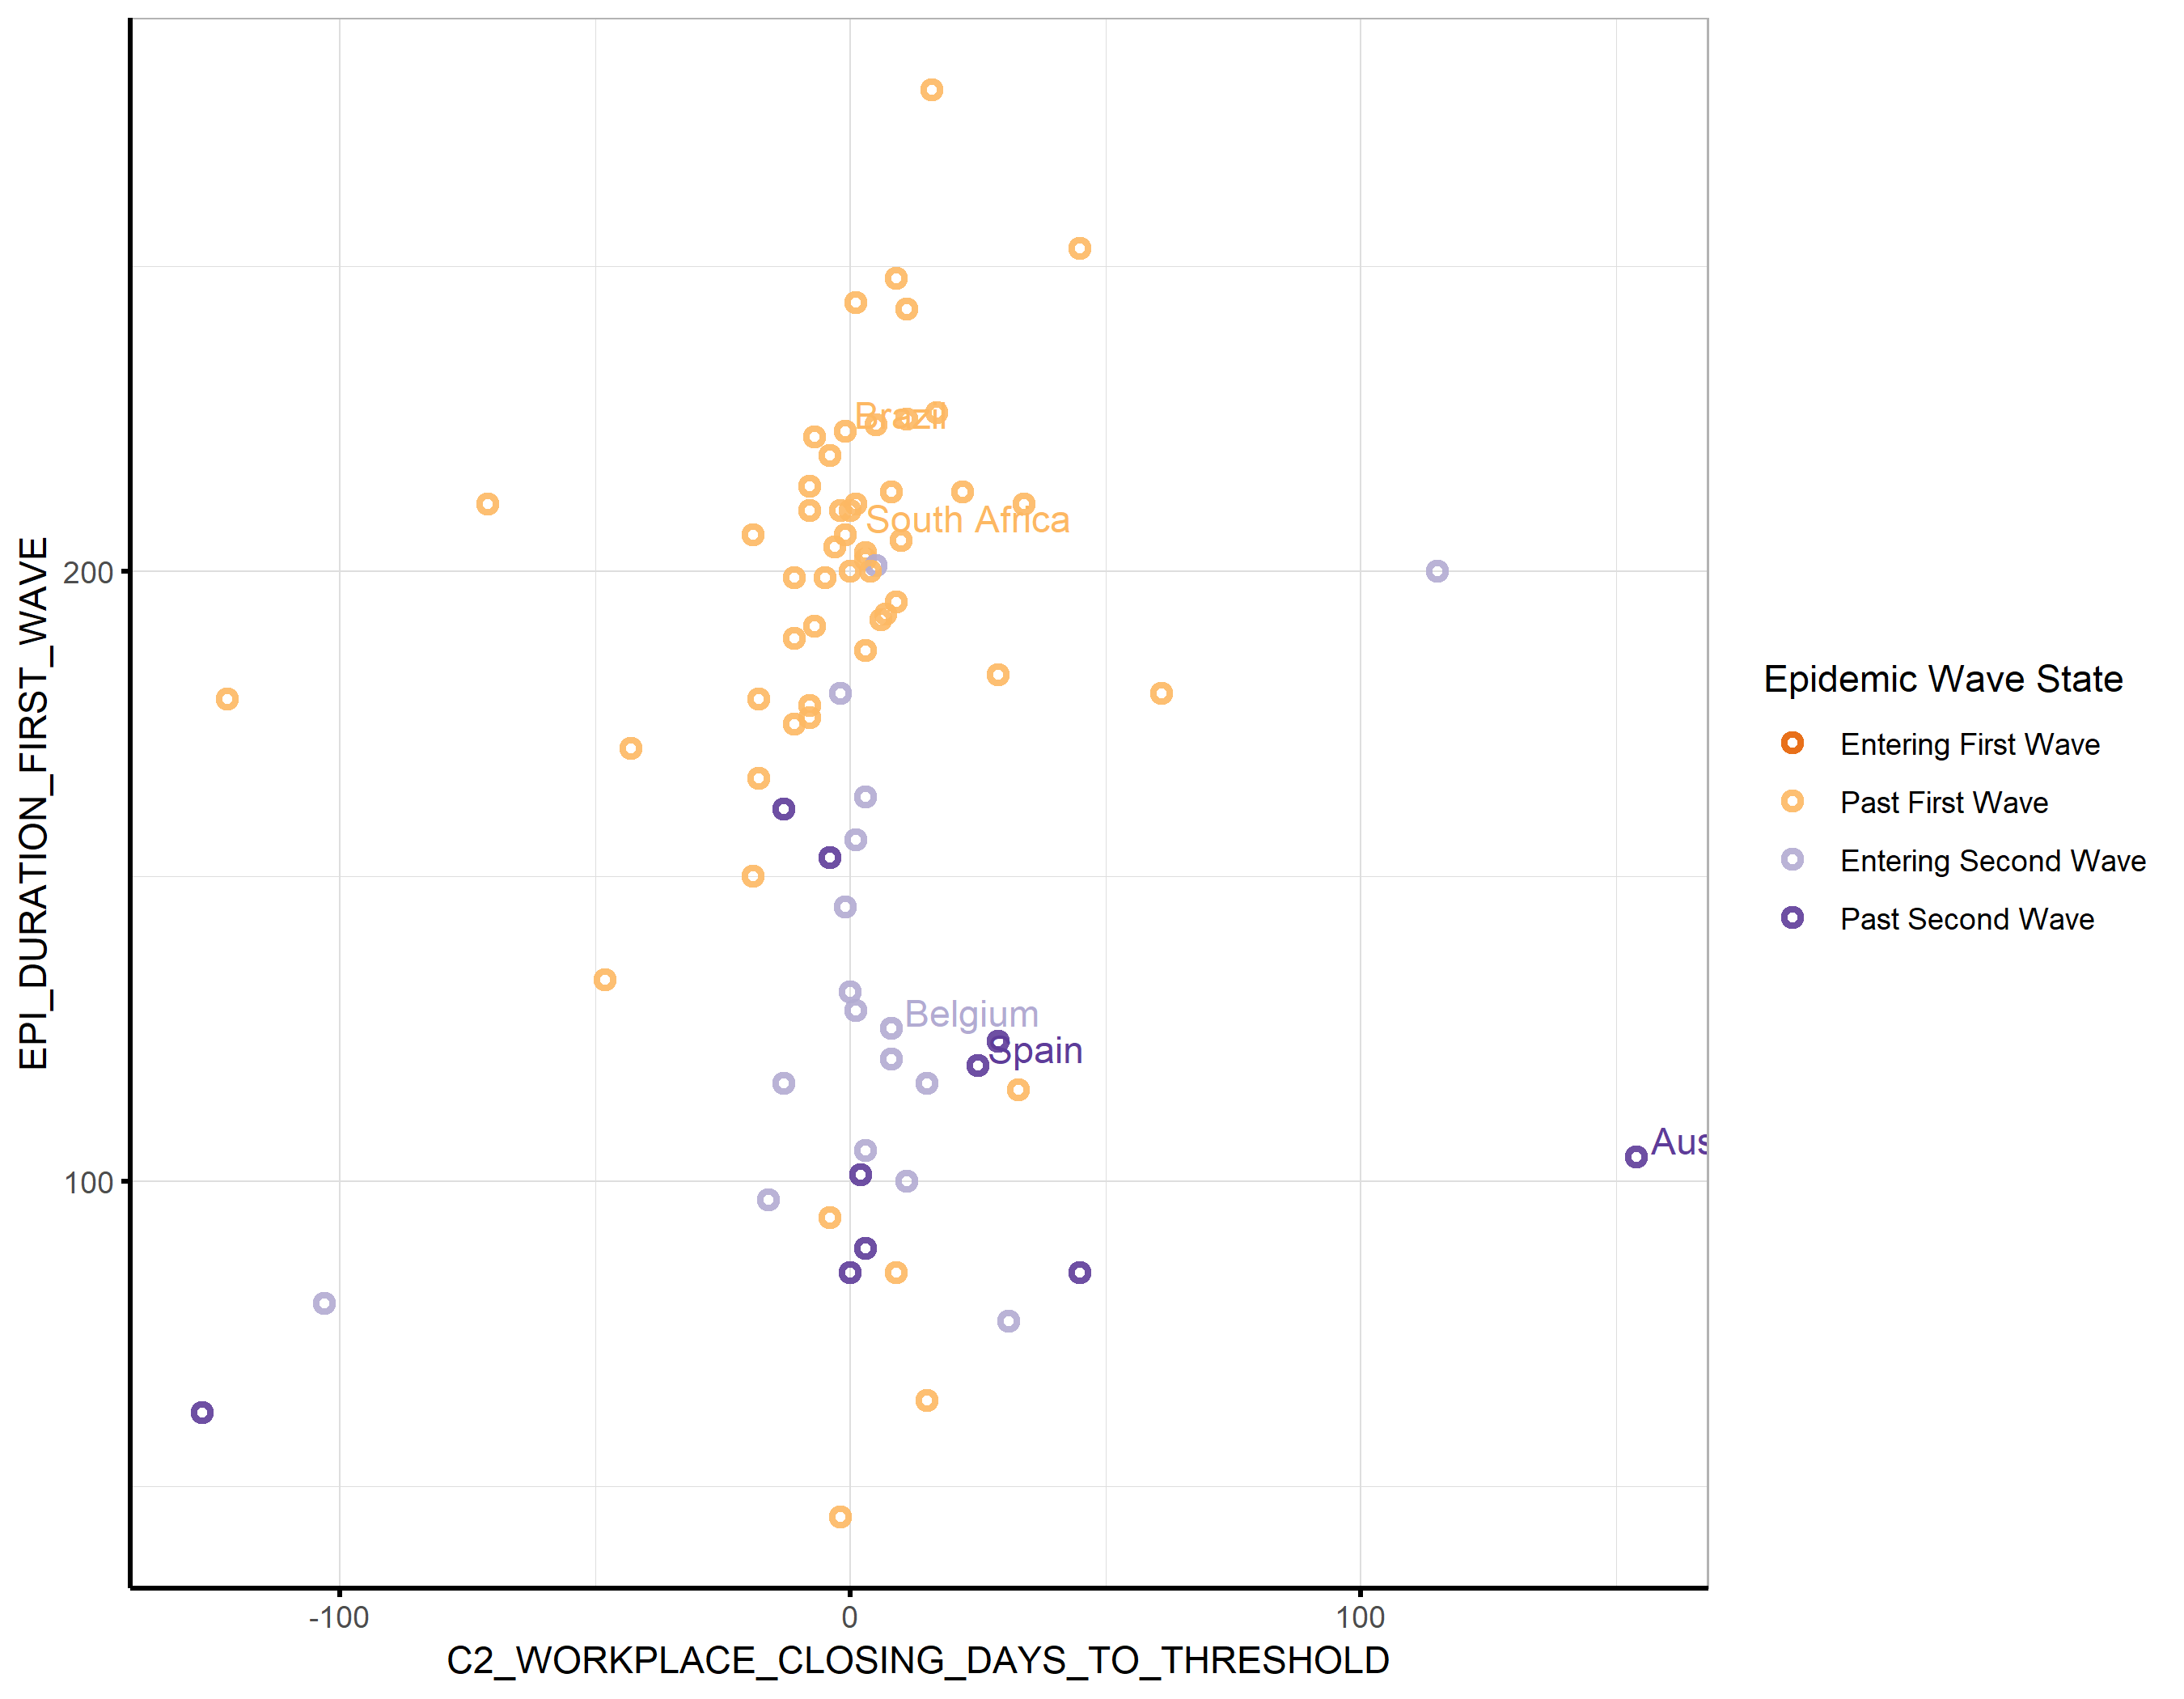 EPI_DURATION_FIRST_WAVE
200
100
-100
0
100
C2_WORKPLACE_CLOSING_DAYS_TO_THRESHOLD
Brazil
South Africa
Belgium
Spain
Aus
Epidemic Wave State
Entering First Wave
Past First Wave
Entering Second Wave
Past Second Wave